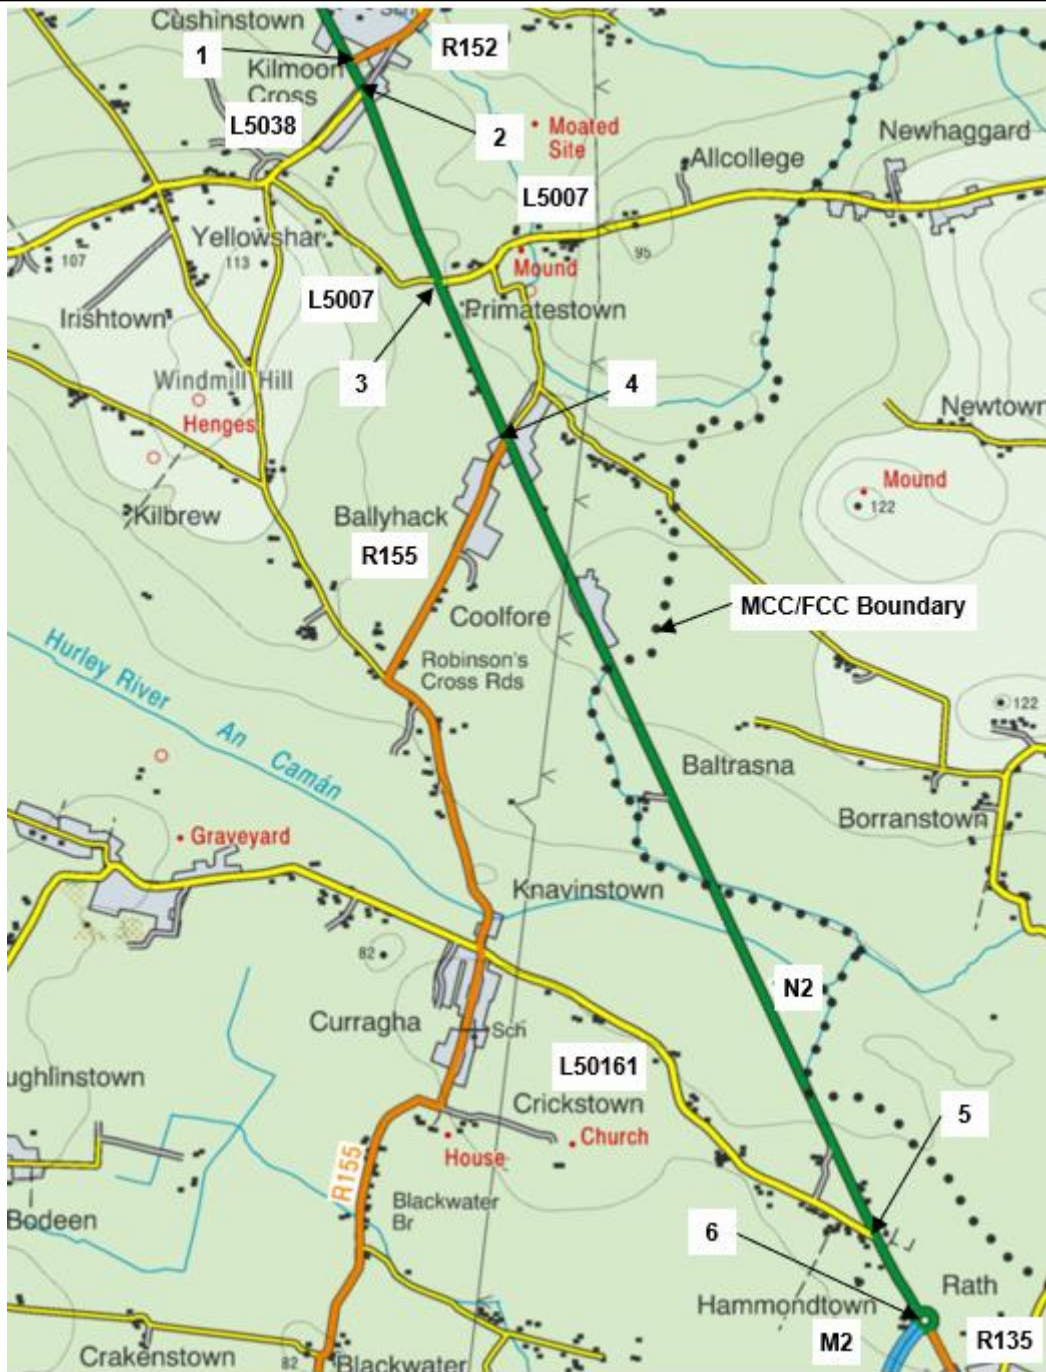 Cushinstown
Sch
R152
1
Kilmoon
Cross
L5038
2
Moated
Site
Newhaggard
Allcollege
L5007
Yellowshar
107
113
Mound
95
L5007
Primatestown
Irishtown
3
4
Windmill Hill
Henges
Newtown
Mound
122
Kilbrew
Ballyhack
R155
MCC/FCC Boundary
Coolfore
Hurley River
An Camán
Robinson's
Cross Rds
122
Baltrasna
Borranstown
Graveyard
Knavinstown
82
N2
Curragha
Sch
L50161
ughlinstown
Crickstown
5
Church
House
R155
Bodeen
Blackwater
Br
6
Rath
Hammondtown
M2
R135
Crakenstown
82
Blackwater